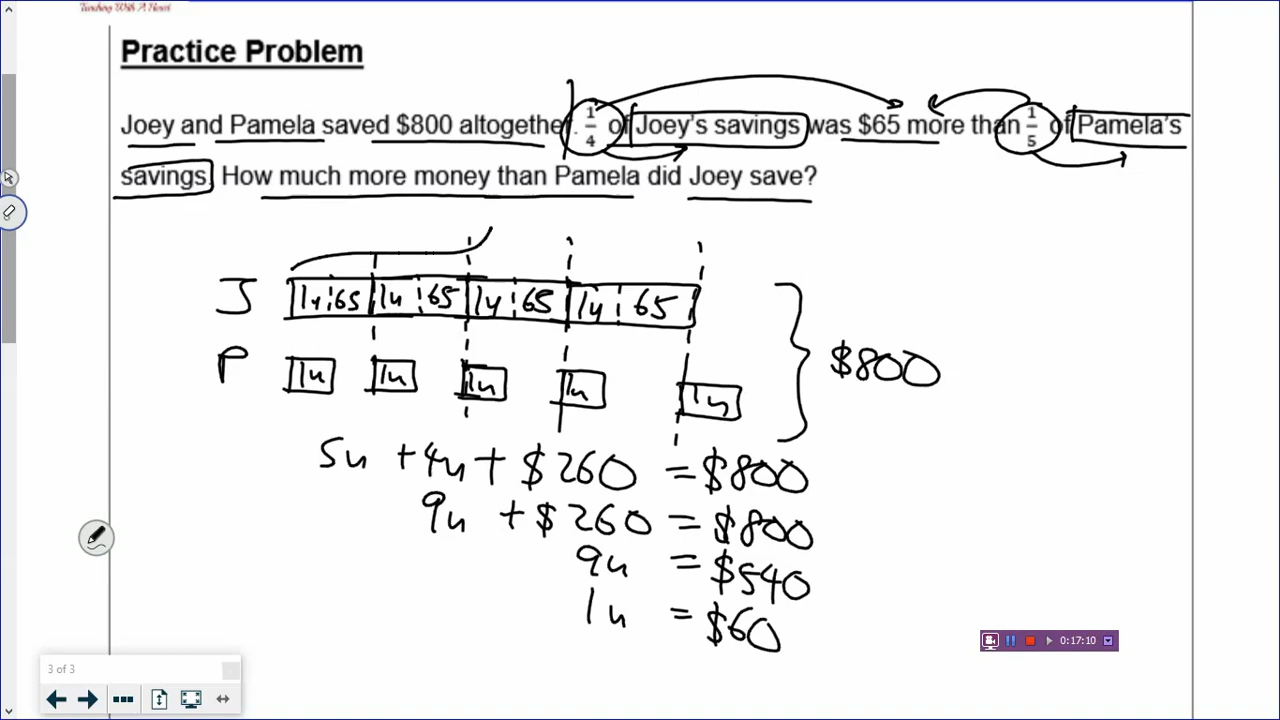 Teaching With A Heart
Practice Problem
Joey and Pamela saved $800 altogether. 1/4 of Joey's savings was $65 more than 1/5 of Pamela's
savings. How much more money than Pamela did Joey save?
J 1u 65 1u 65 1u 65 1u 65
P 1u 1u 1u 1u 1u
$800
5u + 4u + $260 = $800
9u + $260 = $800
9u = $540
1u = $60
0:17:10
3 of 3